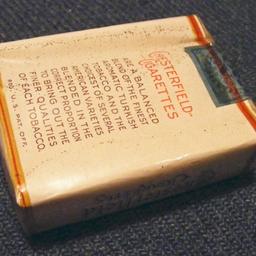 CHESTERFIELD
CIGARETTES
ARE A BALANCED
BLEND OF THE FINEST
AROMATIC TURKISH
TOBACCO AND THE
CHOICEST OF SEVERAL
AMERICAN VARIETIES
BLENDED IN THE
CORRECT PROPORTION
TO BRING OUT THE
FINER QUALITIES
OF EACH TOBACCO.
REG. U.S. PAT. OFF.